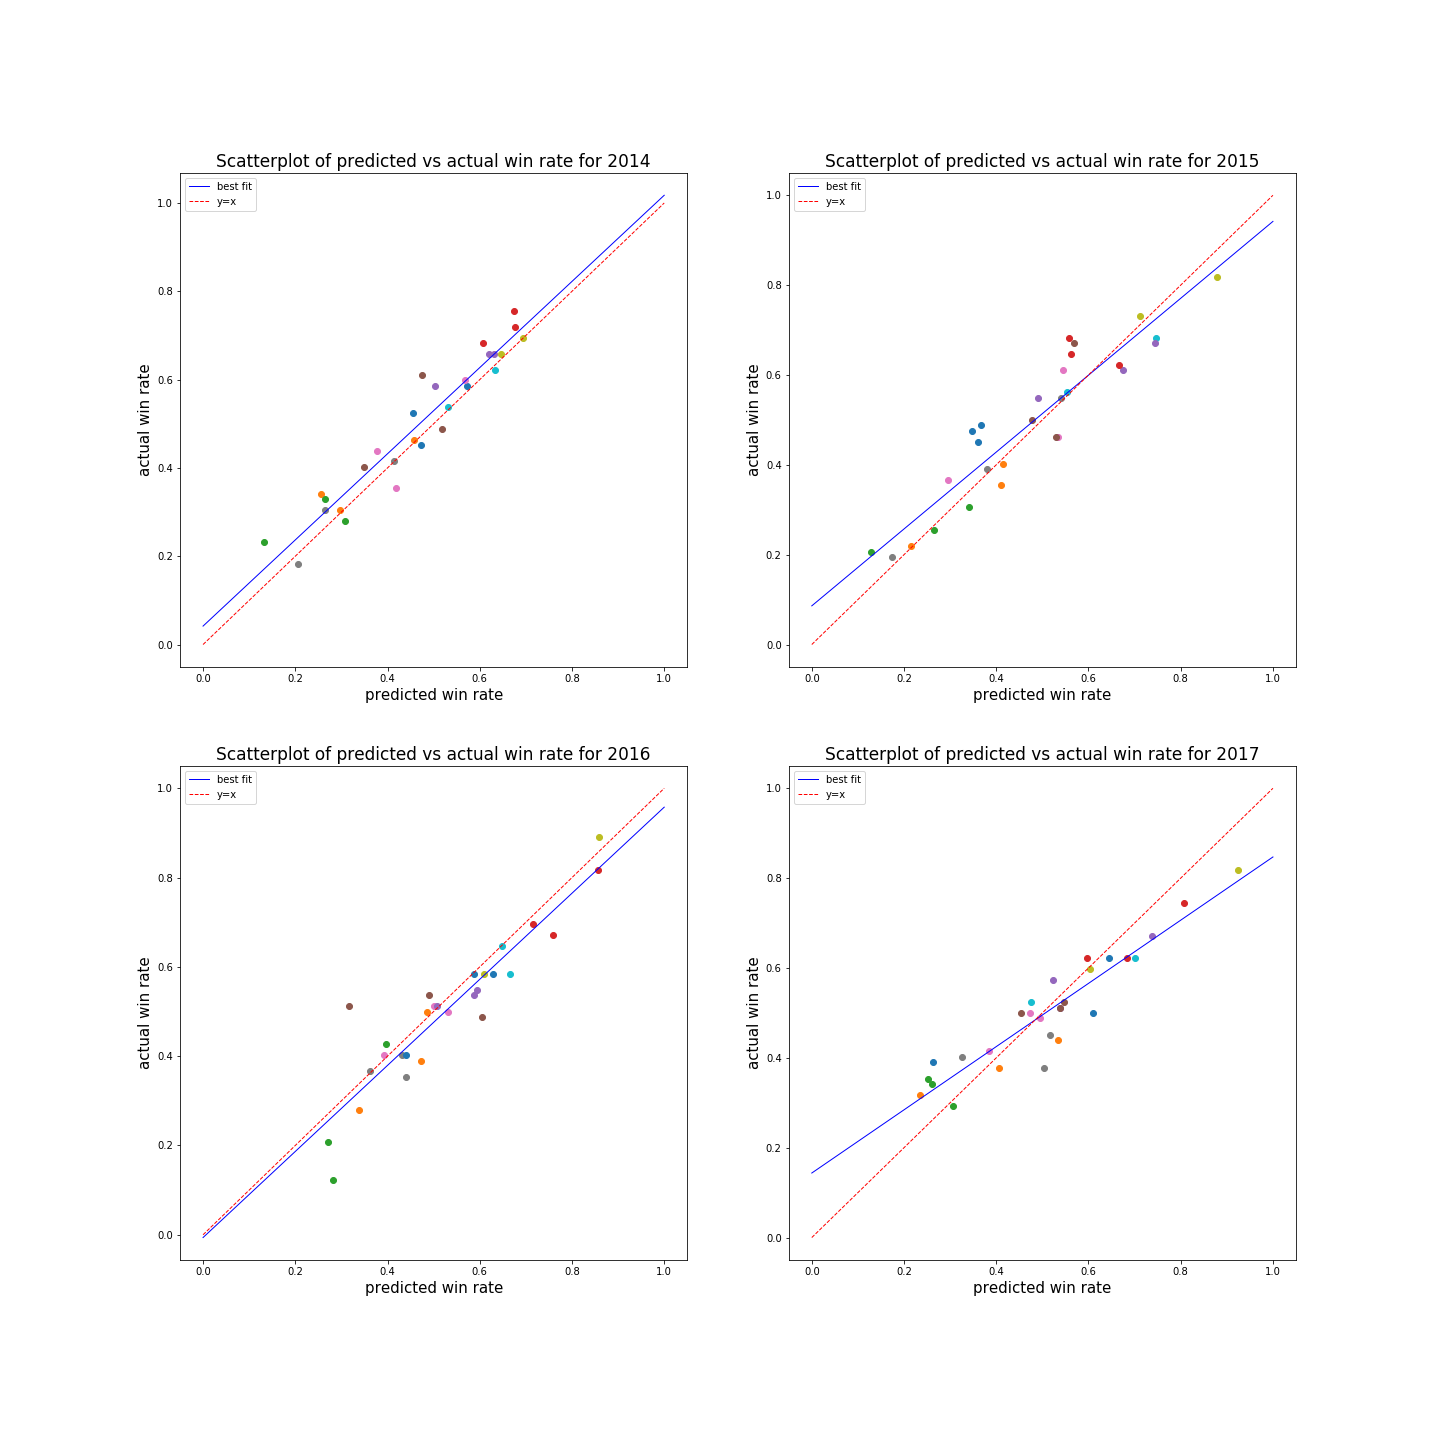 Scatterplot of predicted vs actual win rate for 2014
best fit
y=x
1.0
0.8
0.6
0.4
0.2
0.0
actual win rate
0.0 0.2 0.4 0.6 0.8 1.0
predicted win rate
Scatterplot of predicted vs actual win rate for 2015
best fit
y=x
1.0
0.8
0.6
0.4
0.2
0.0
actual win rate
0.0 0.2 0.4 0.6 0.8 1.0
predicted win rate
Scatterplot of predicted vs actual win rate for 2016
best fit
y=x
1.0
0.8
0.6
0.4
0.2
0.0
actual win rate
0.0 0.2 0.4 0.6 0.8 1.0
predicted win rate
Scatterplot of predicted vs actual win rate for 2017
best fit
y=x
1.0
0.8
0.6
0.4
0.2
0.0
actual win rate
0.0 0.2 0.4 0.6 0.8 1.0
predicted win rate